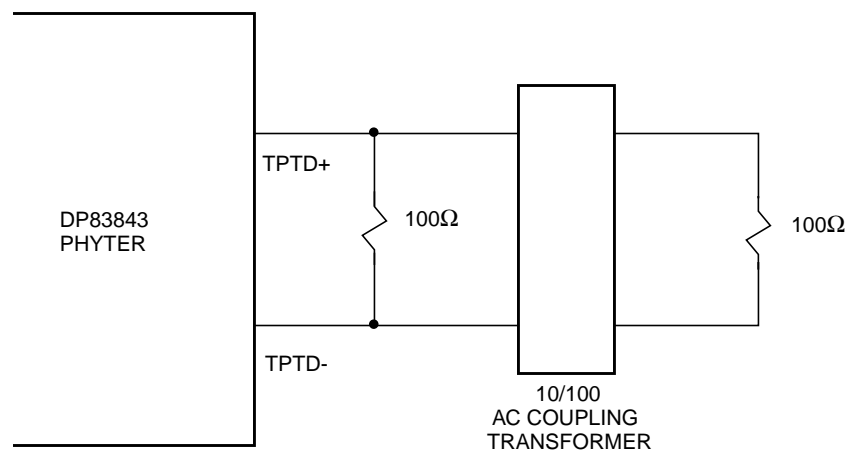 TPTD+
DP83843
PHYTER
100Ω
100Ω
TPTD-
10/100
AC COUPLING
TRANSFORMER